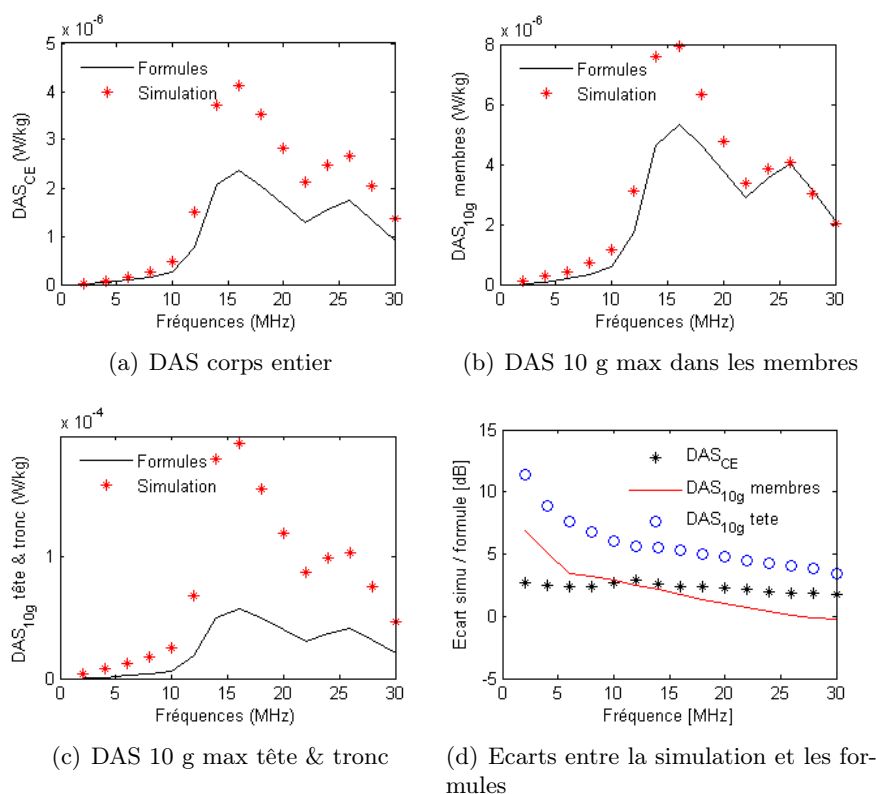 x 10^-6
5
4
3
2
1
0
DAS_CE (W/kg)
Formules
Simulation
0 5 10 15 20 25 30
Fréquences (MHz)
(a) DAS corps entier
x 10^-6
8
6
4
2
0
DAS_10g membres (W/kg)
Formules
Simulation
0 5 10 15 20 25 30
Fréquences (MHz)
(b) DAS 10 g max dans les membres
x 10^-4
1
0
DAS_10g tête & tronc (W/kg)
Formules
Simulation
0 5 10 15 20 25 30
Fréquences (MHz)
(c) DAS 10 g max tête & tronc
15
10
5
0
-5
Ecart simu / formule [dB]
DAS_CE
DAS_10g membres
DAS_10g tete
0 5 10 15 20 25 30
Fréquence [MHz]
(d) Ecarts entre la simulation et les for-
mules